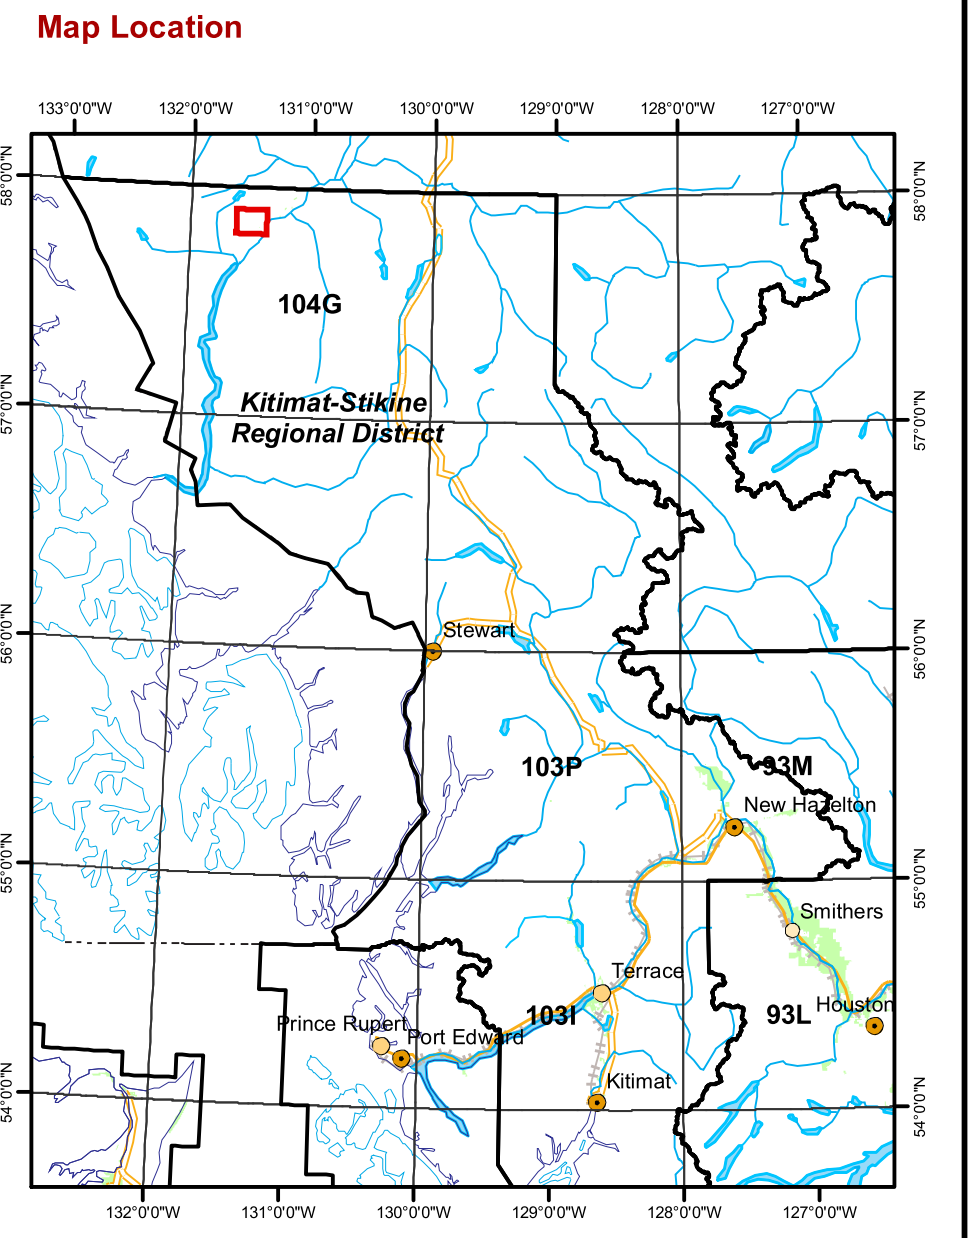 Map Location
133°0'0"W 132°0'0"W 131°0'0"W 130°0'0"W 129°0'0"W 128°0'0"W 127°0'0"W
58°0'0"N
58°0'0"N
104G
Kitimat-Stikine
Regional District
57°0'0"N
57°0'0"N
56°0'0"N
Stewart
56°0'0"N
103P
93M
New Hazelton
55°0'0"N
55°0'0"N
Smithers
Terrace
Prince Rupert
Port Edward
103I
93L
Houston
Kitimat
54°0'0"N
54°0'0"N
132°0'0"W 131°0'0"W 130°0'0"W 129°0'0"W 128°0'0"W 127°0'0"W